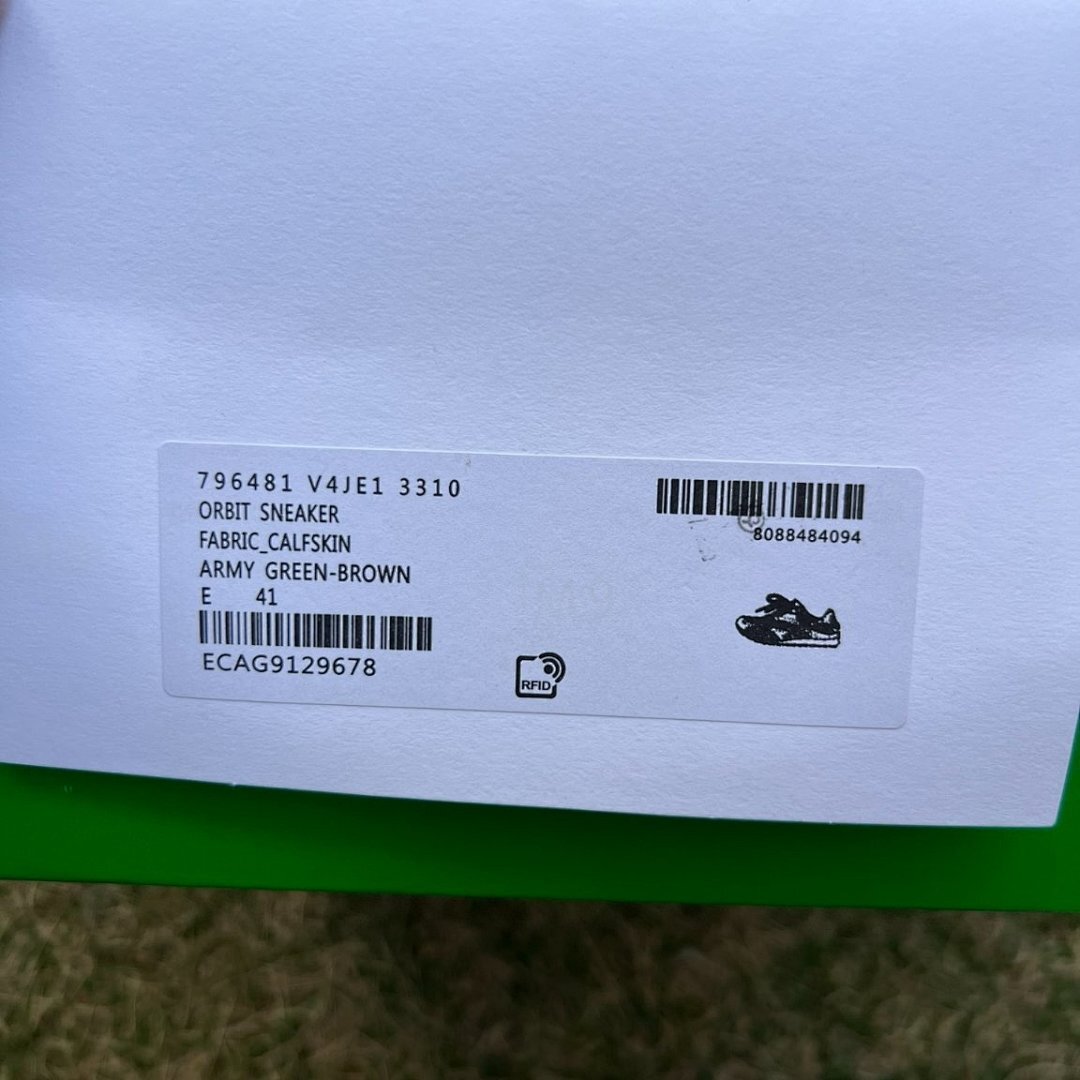 796481 V4JE1 3310
ORBIT SNEAKER
FABRIC_CALFSKIN
ARMY GREEN-BROWN
E 41
ECAG9129678
8088484094
RFID